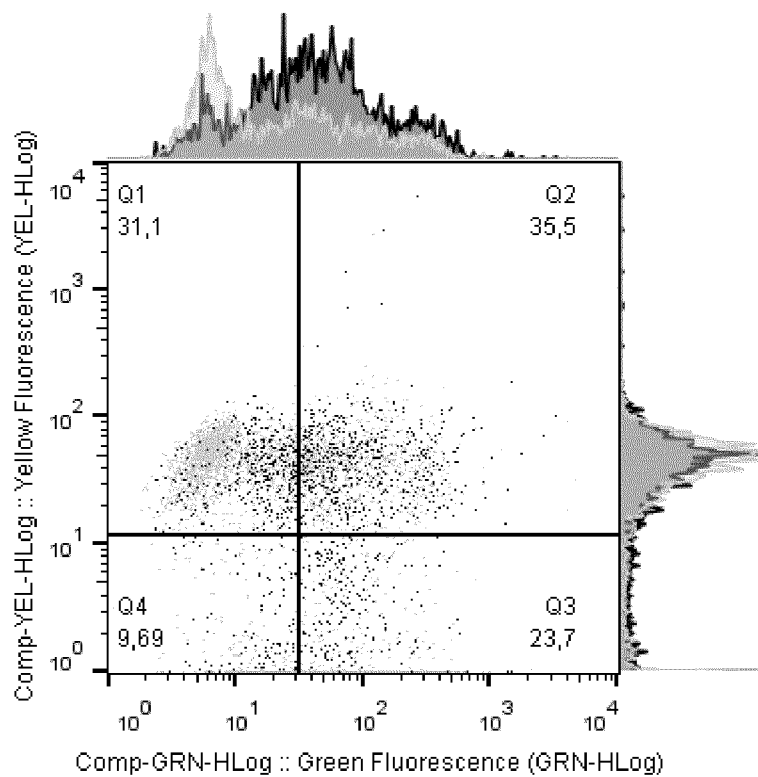 Comp-YEL-HLog :: Yellow Fluorescence (YEL-HLog)
10^4
10^3
10^2
10^1
10^0
Q1
31,1
Q2
35,5
Q4
9,69
Q3
23,7
10^0
10^1
10^2
10^3
10^4
Comp-GRN-HLog :: Green Fluorescence (GRN-HLog)